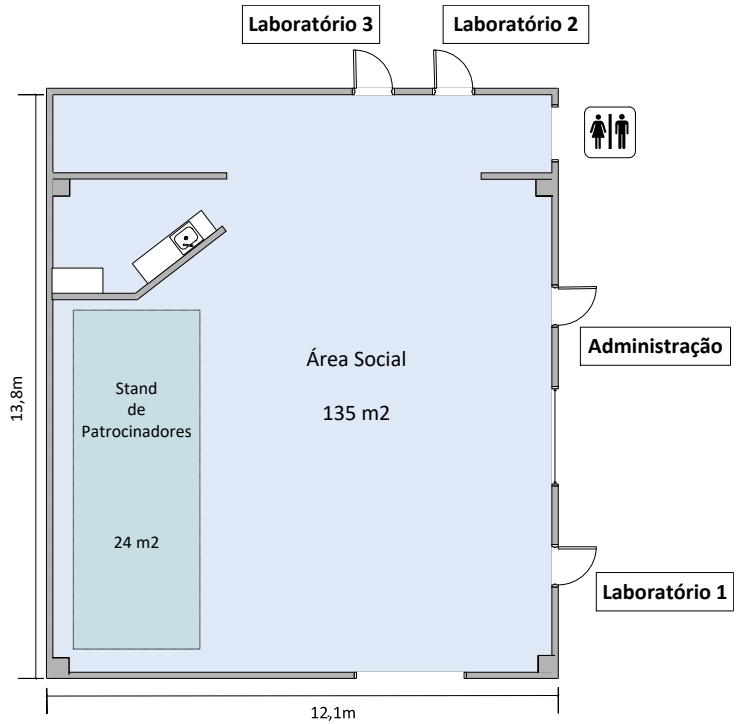 Laboratório 3
Laboratório 2
Administração
Área Social
135 m2
Stand
de
Patrocinadores
24 m2
Laboratório 1
13,8m
12,1m